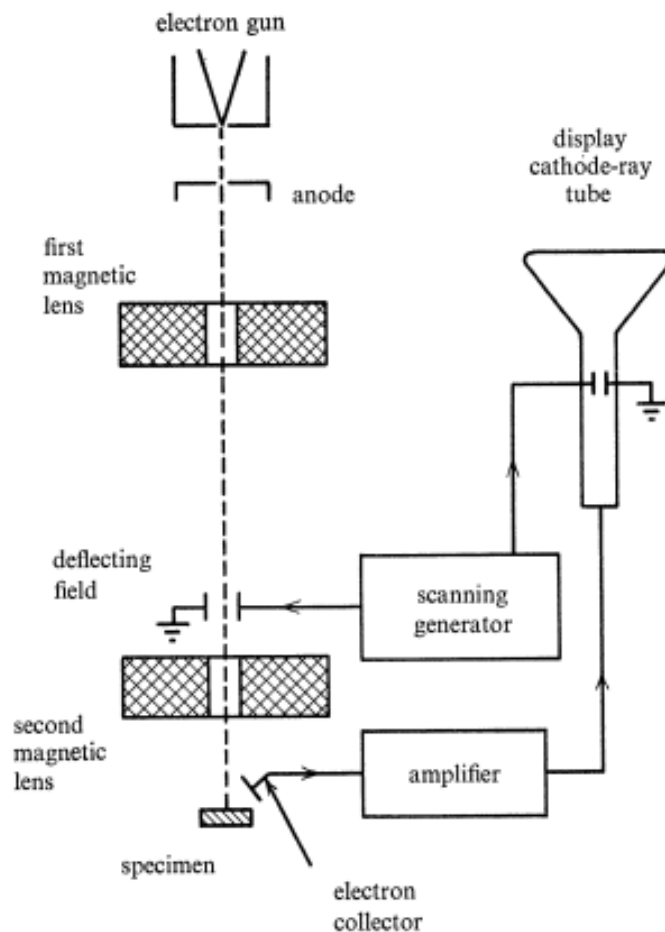 electron gun
display
cathode-ray
tube
anode
first
magnetic
lens
deflecting
field
scanning
generator
second
magnetic
lens
amplifier
specimen
electron
collector